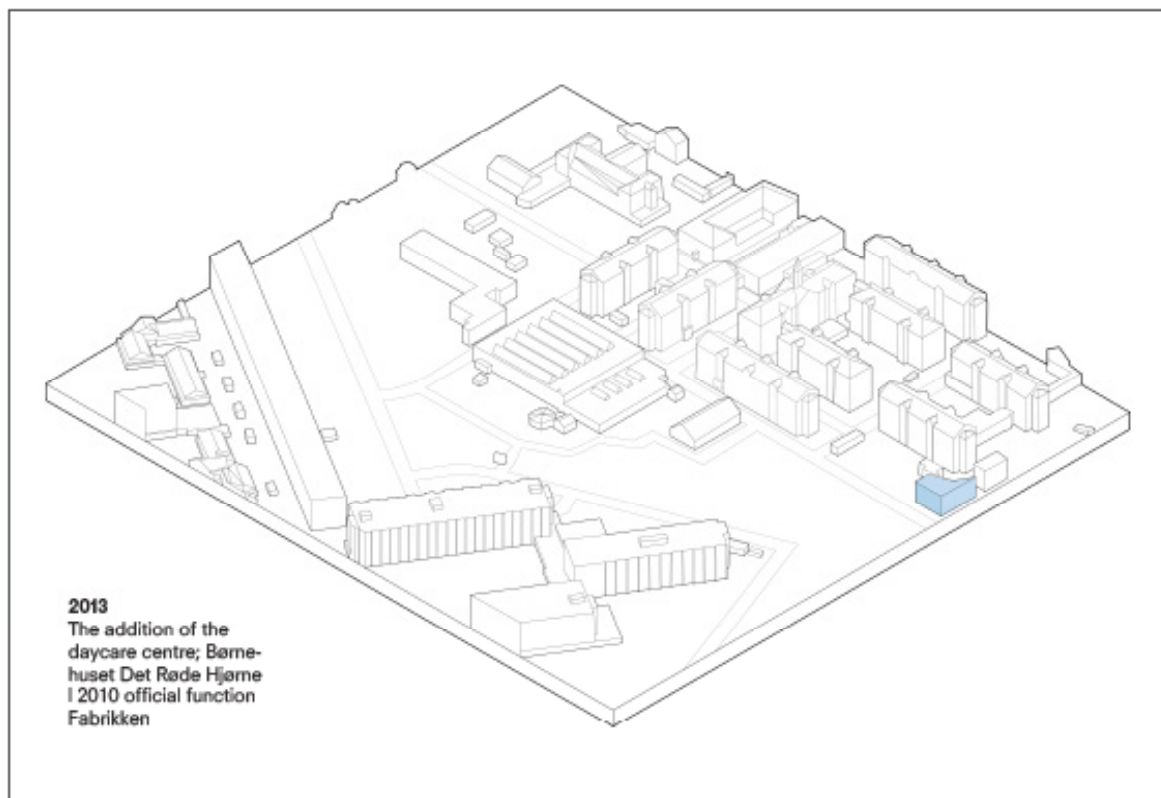 2013
The addition of the
daycare centre; Børne-
huset Det Røde Hjørne
I 2010 official function
Fabrikken